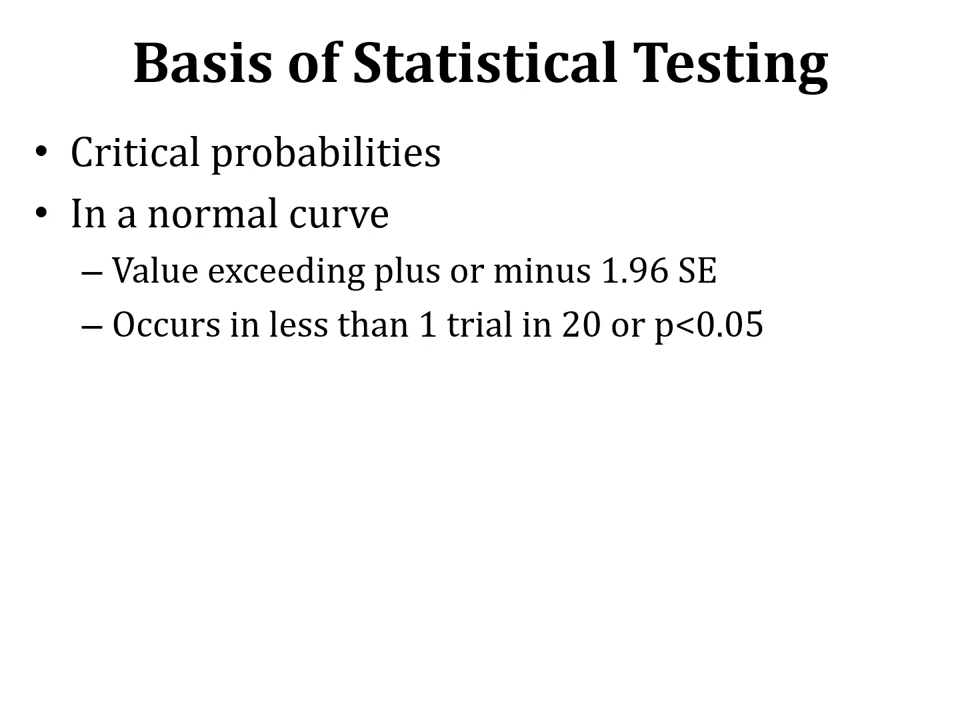 Basis of Statistical Testing
• Critical probabilities
• In a normal curve
– Value exceeding plus or minus 1.96 SE
– Occurs in less than 1 trial in 20 or p<0.05